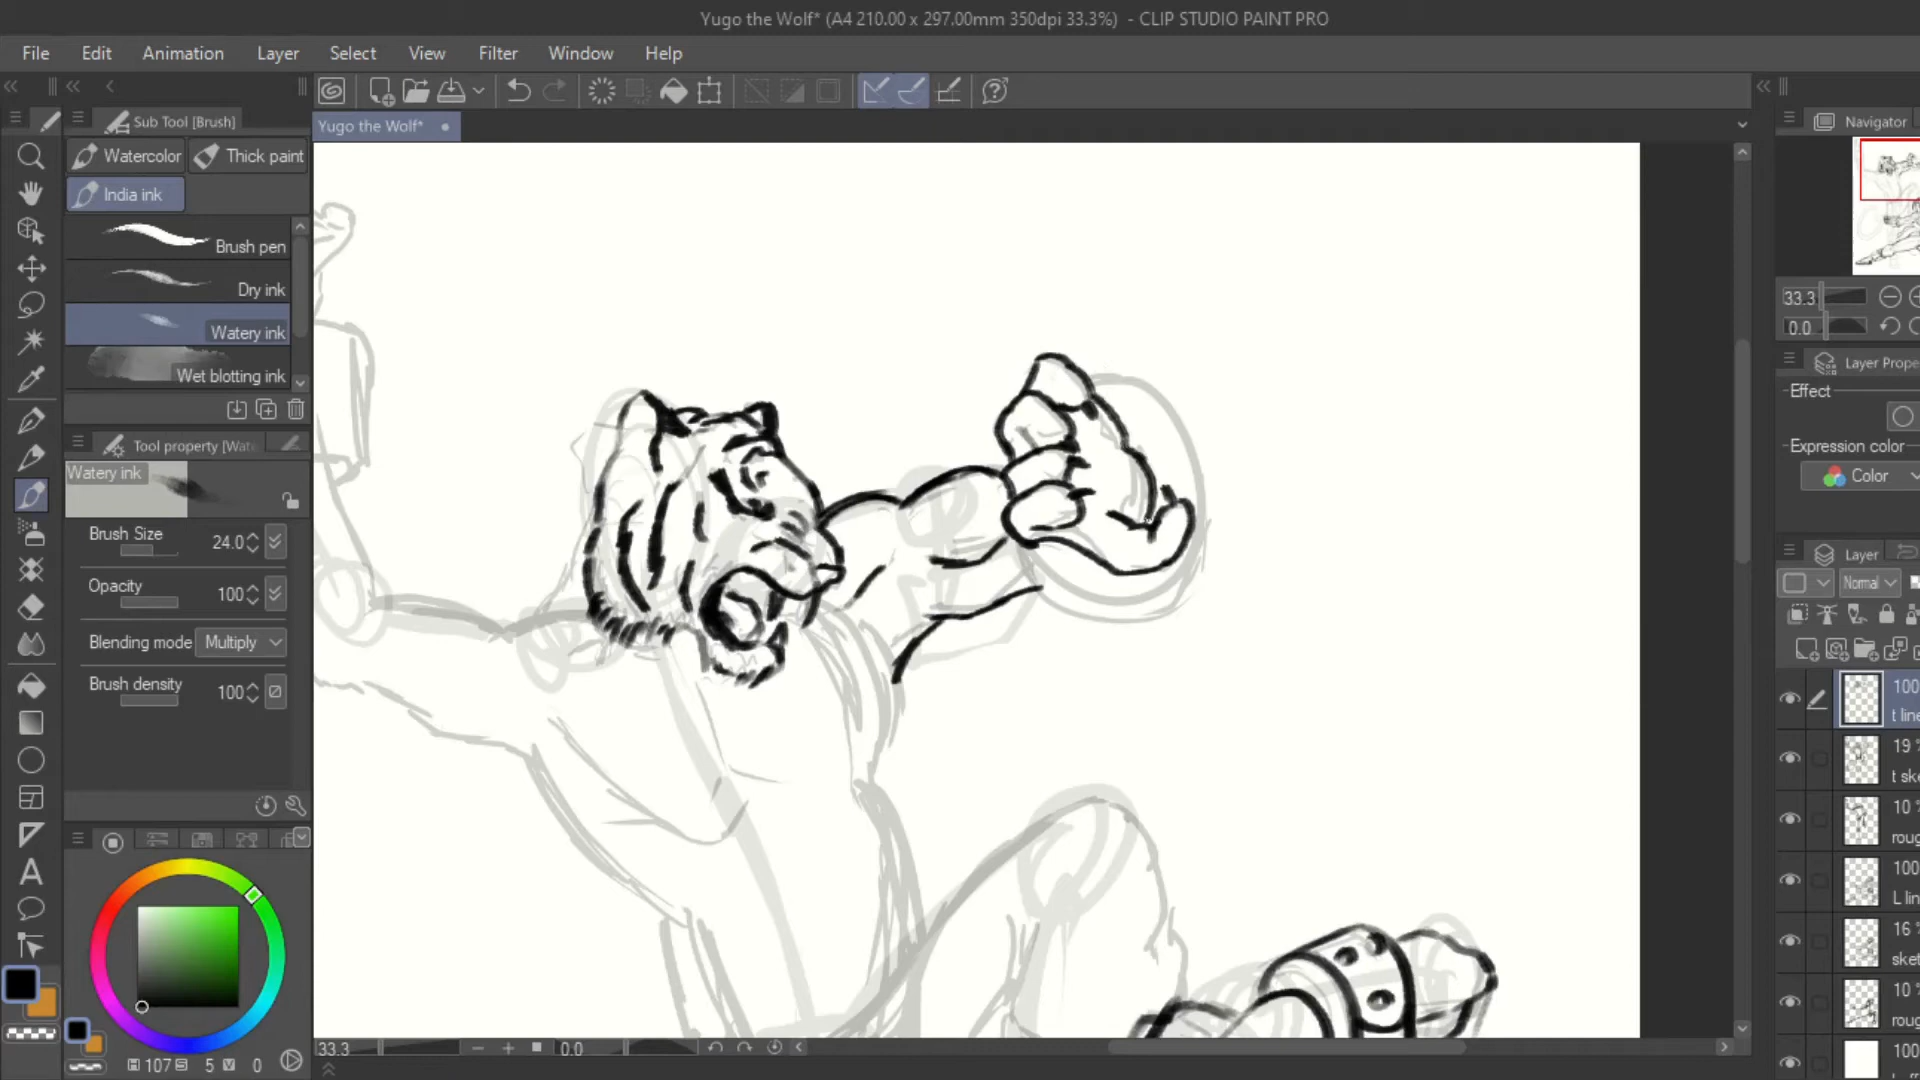 Yugo the Wolf* (A4 210.00 x 297.00mm 350dpi 33.3%)  - CLIP STUDIO PAINT PRO
File Edit Animation Layer Select View Filter Window Help
Yugo the Wolf*
Sub Tool [Brush]
Watercolor Thick paint
India ink
Brush pen
Dry ink
Watery ink
Wet blotting ink
Tool property [Wate
Watery ink
Brush Size 24.0
Opacity 100
Blending mode Multiply
Brush density 100
107 S 5 V 0
33.3 0.0
Navigator
33.3
0.0
Layer Prope
Effect
Expression color
Color
Layer
Normal
100
t line
19 %
t ske
10 %
roug
100
L lin
16 %
sket
10 %
roug
100